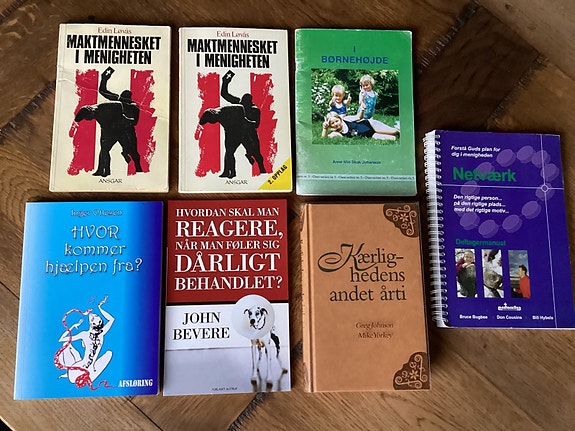 Edin Løvås
MAKTMENNESKET
I MENIGHETEN
ANSGAR
Edin Løvås
MAKTMENNESKET
I MENIGHETEN
ANSGAR
2. OPPLAG
I
BØRNEHØJDE
Forstå Guds plan for
dig i menigheden
Netværk
Den rigtige person...
på den rigtige plads...
med det rigtige motiv...
Deltagermanual
Bruce Bugbee
Don Cousins
Bill Hybels
HVOR
kommer
hjælpen fra?
AFSLØRING
HVORDAN SKAL MAN
REAGERE,
NÅR MAN FØLER SIG
DÅRLIGT
BEHANDLET?
JOHN
BEVERE
Kærlig-
hedens
andet årti
Greg Johnson
Mike Yorkey